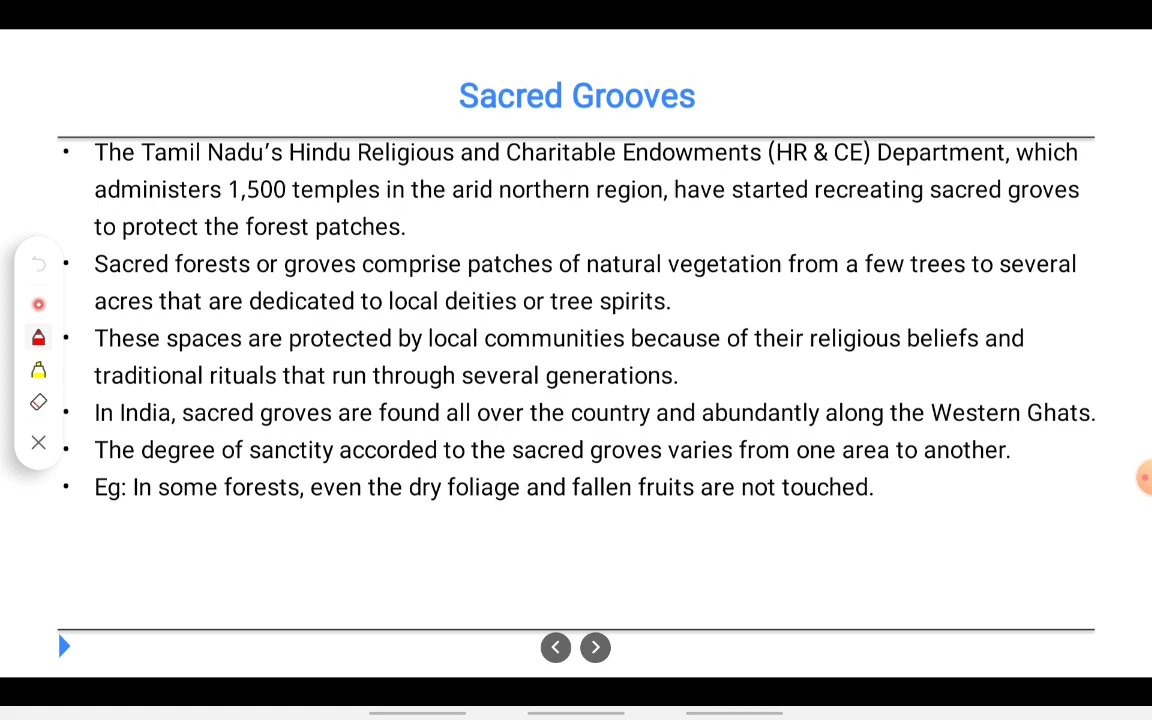 Sacred Grooves
• The Tamil Nadu’s Hindu Religious and Charitable Endowments (HR & CE) Department, which
administers 1,500 temples in the arid northern region, have started recreating sacred groves
to protect the forest patches.
• Sacred forests or groves comprise patches of natural vegetation from a few trees to several
acres that are dedicated to local deities or tree spirits.
• These spaces are protected by local communities because of their religious beliefs and
traditional rituals that run through several generations.
• In India, sacred groves are found all over the country and abundantly along the Western Ghats.
• The degree of sanctity accorded to the sacred groves varies from one area to another.
• Eg: In some forests, even the dry foliage and fallen fruits are not touched.